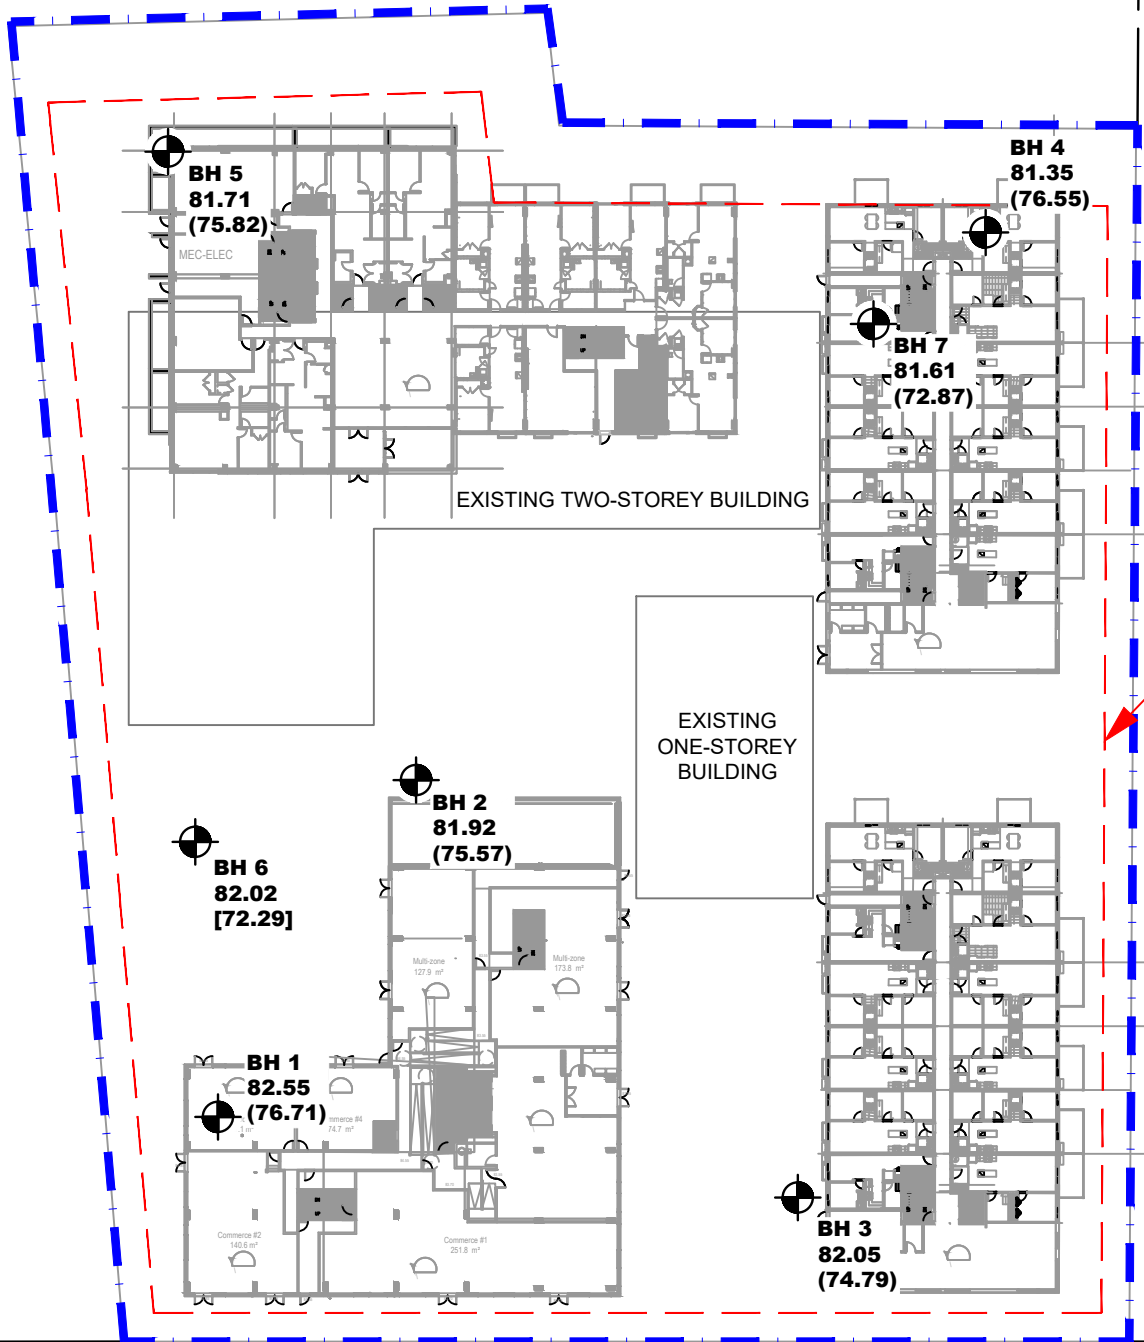 BH 4
81.35
(76.55)
BH 5
81.71
(75.82)
MEC-ELEC
BH 7
81.61
(72.87)
EXISTING TWO-STOREY BUILDING
EXISTING
ONE-STOREY
BUILDING
BH 2
81.92
(75.57)
BH 6
82.02
[72.29]
Multi-zone
127.9 m²
Multi-zone
173.8 m²
BH 1
82.55
(76.71)
74.7 m²
Commerce #2
140.6 m²
Commerce #1
251.8 m²
BH 3
82.05
(74.79)